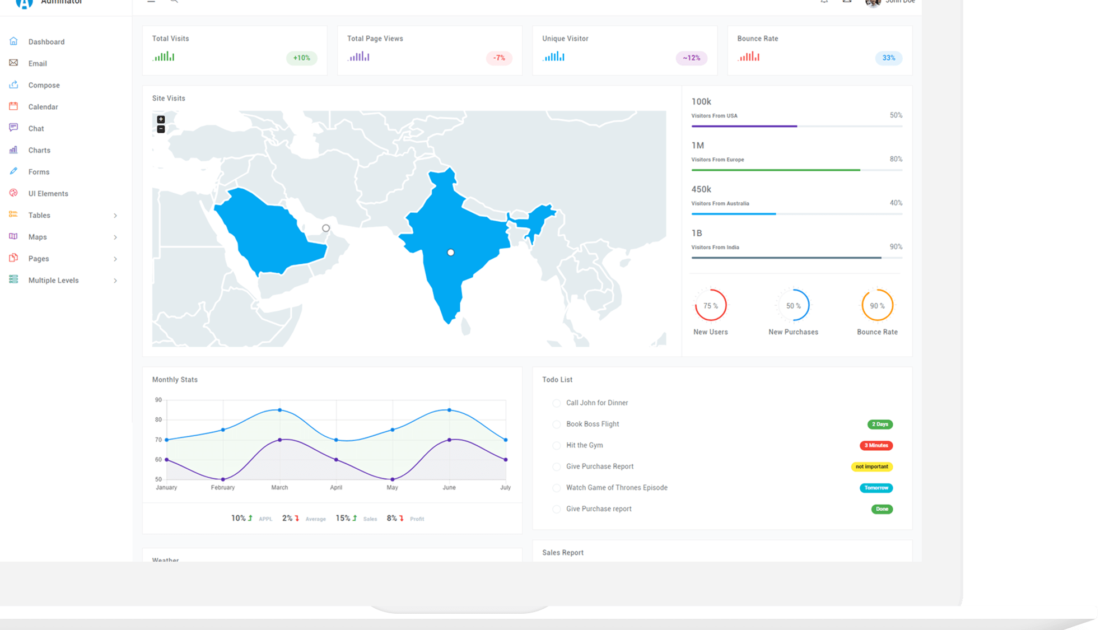 Adminator
John Doe
Dashboard
Email
Compose
Calendar
Chat
Charts
Forms
UI Elements
Tables
Maps
Pages
Multiple Levels
Total Visits
+10%
Total Page Views
-7%
Unique Visitor
~12%
Bounce Rate
33%
Site Visits
+
-
100k
Visitors From USA
50%
1M
Visitors From Europe
80%
450k
Visitors From Australia
40%
1B
Visitors From India
90%
75 %
New Users
50 %
New Purchases
90 %
Bounce Rate
Monthly Stats
90
80
70
60
50
January
February
March
April
May
June
July
10% APPL
2% Average
15% Sales
8% Profit
Todo List
Call John for Dinner
Book Boss Flight
2 Days
Hit the Gym
3 Minutes
Give Purchase Report
not important
Watch Game of Thrones Episode
Tomorrow
Give Purchase report
Done
Weather
Sales Report